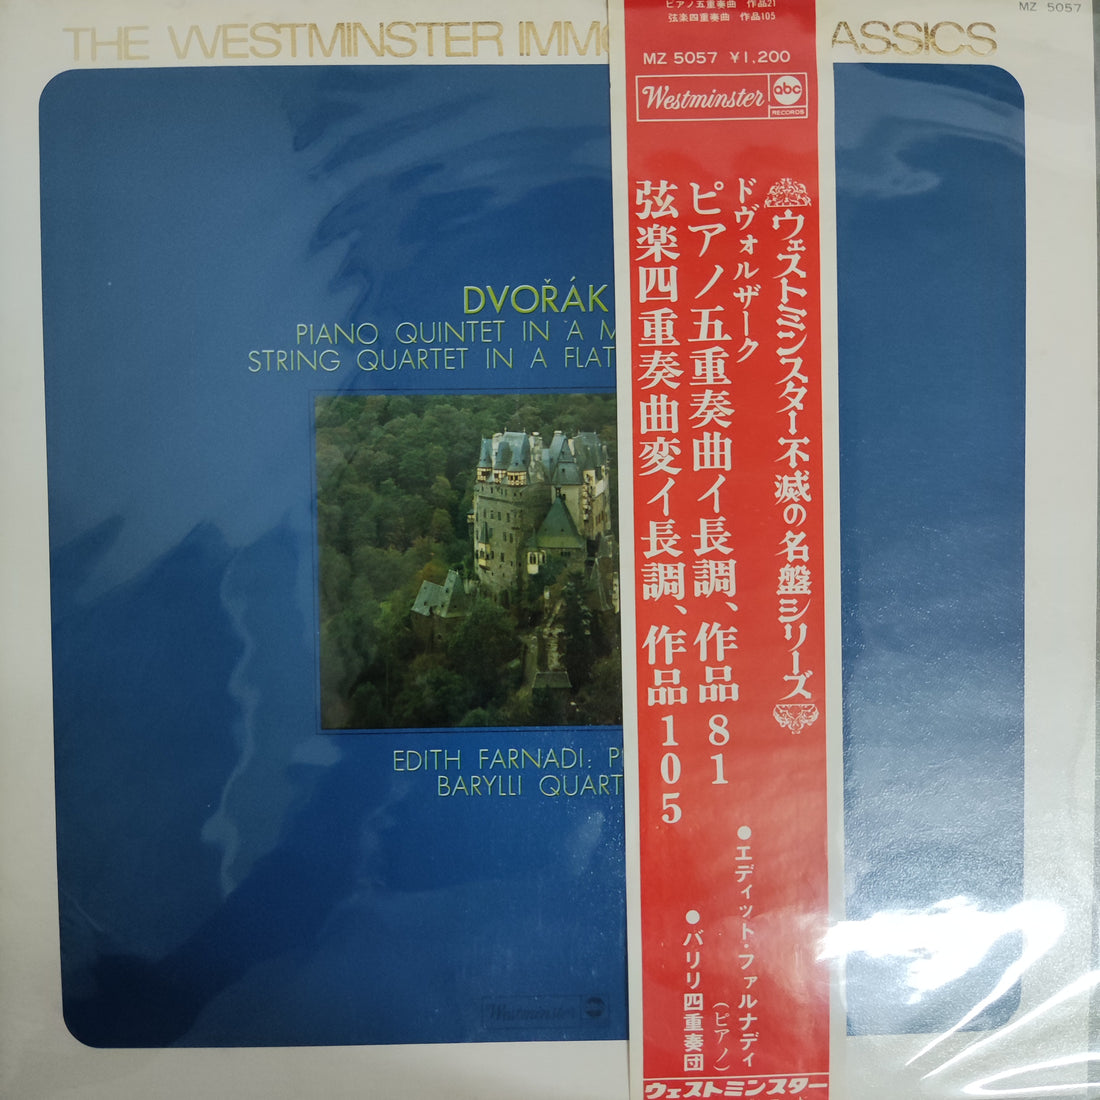 THE WESTMINSTER IMMO
ASSICS
MZ 5057
DVOŘÁK
PIANO QUINTET IN A M
STRING QUARTET IN A FLAT
EDITH FARNADI: P
BARYLLI QUART
Westminster abc
ピアノ五重奏曲 作品21
弦楽四重奏曲 作品105
MZ 5057 ¥1,200
Westminster abc RECORDS
ウェストミンスター不滅の名盤シリーズ
ドヴォルザーク
ピアノ五重奏曲イ長調、作品81
弦楽四重奏曲変イ長調、作品105
●エディット・ファルナディ(ピアノ)
●バリリ四重奏団
ウェストミンスター